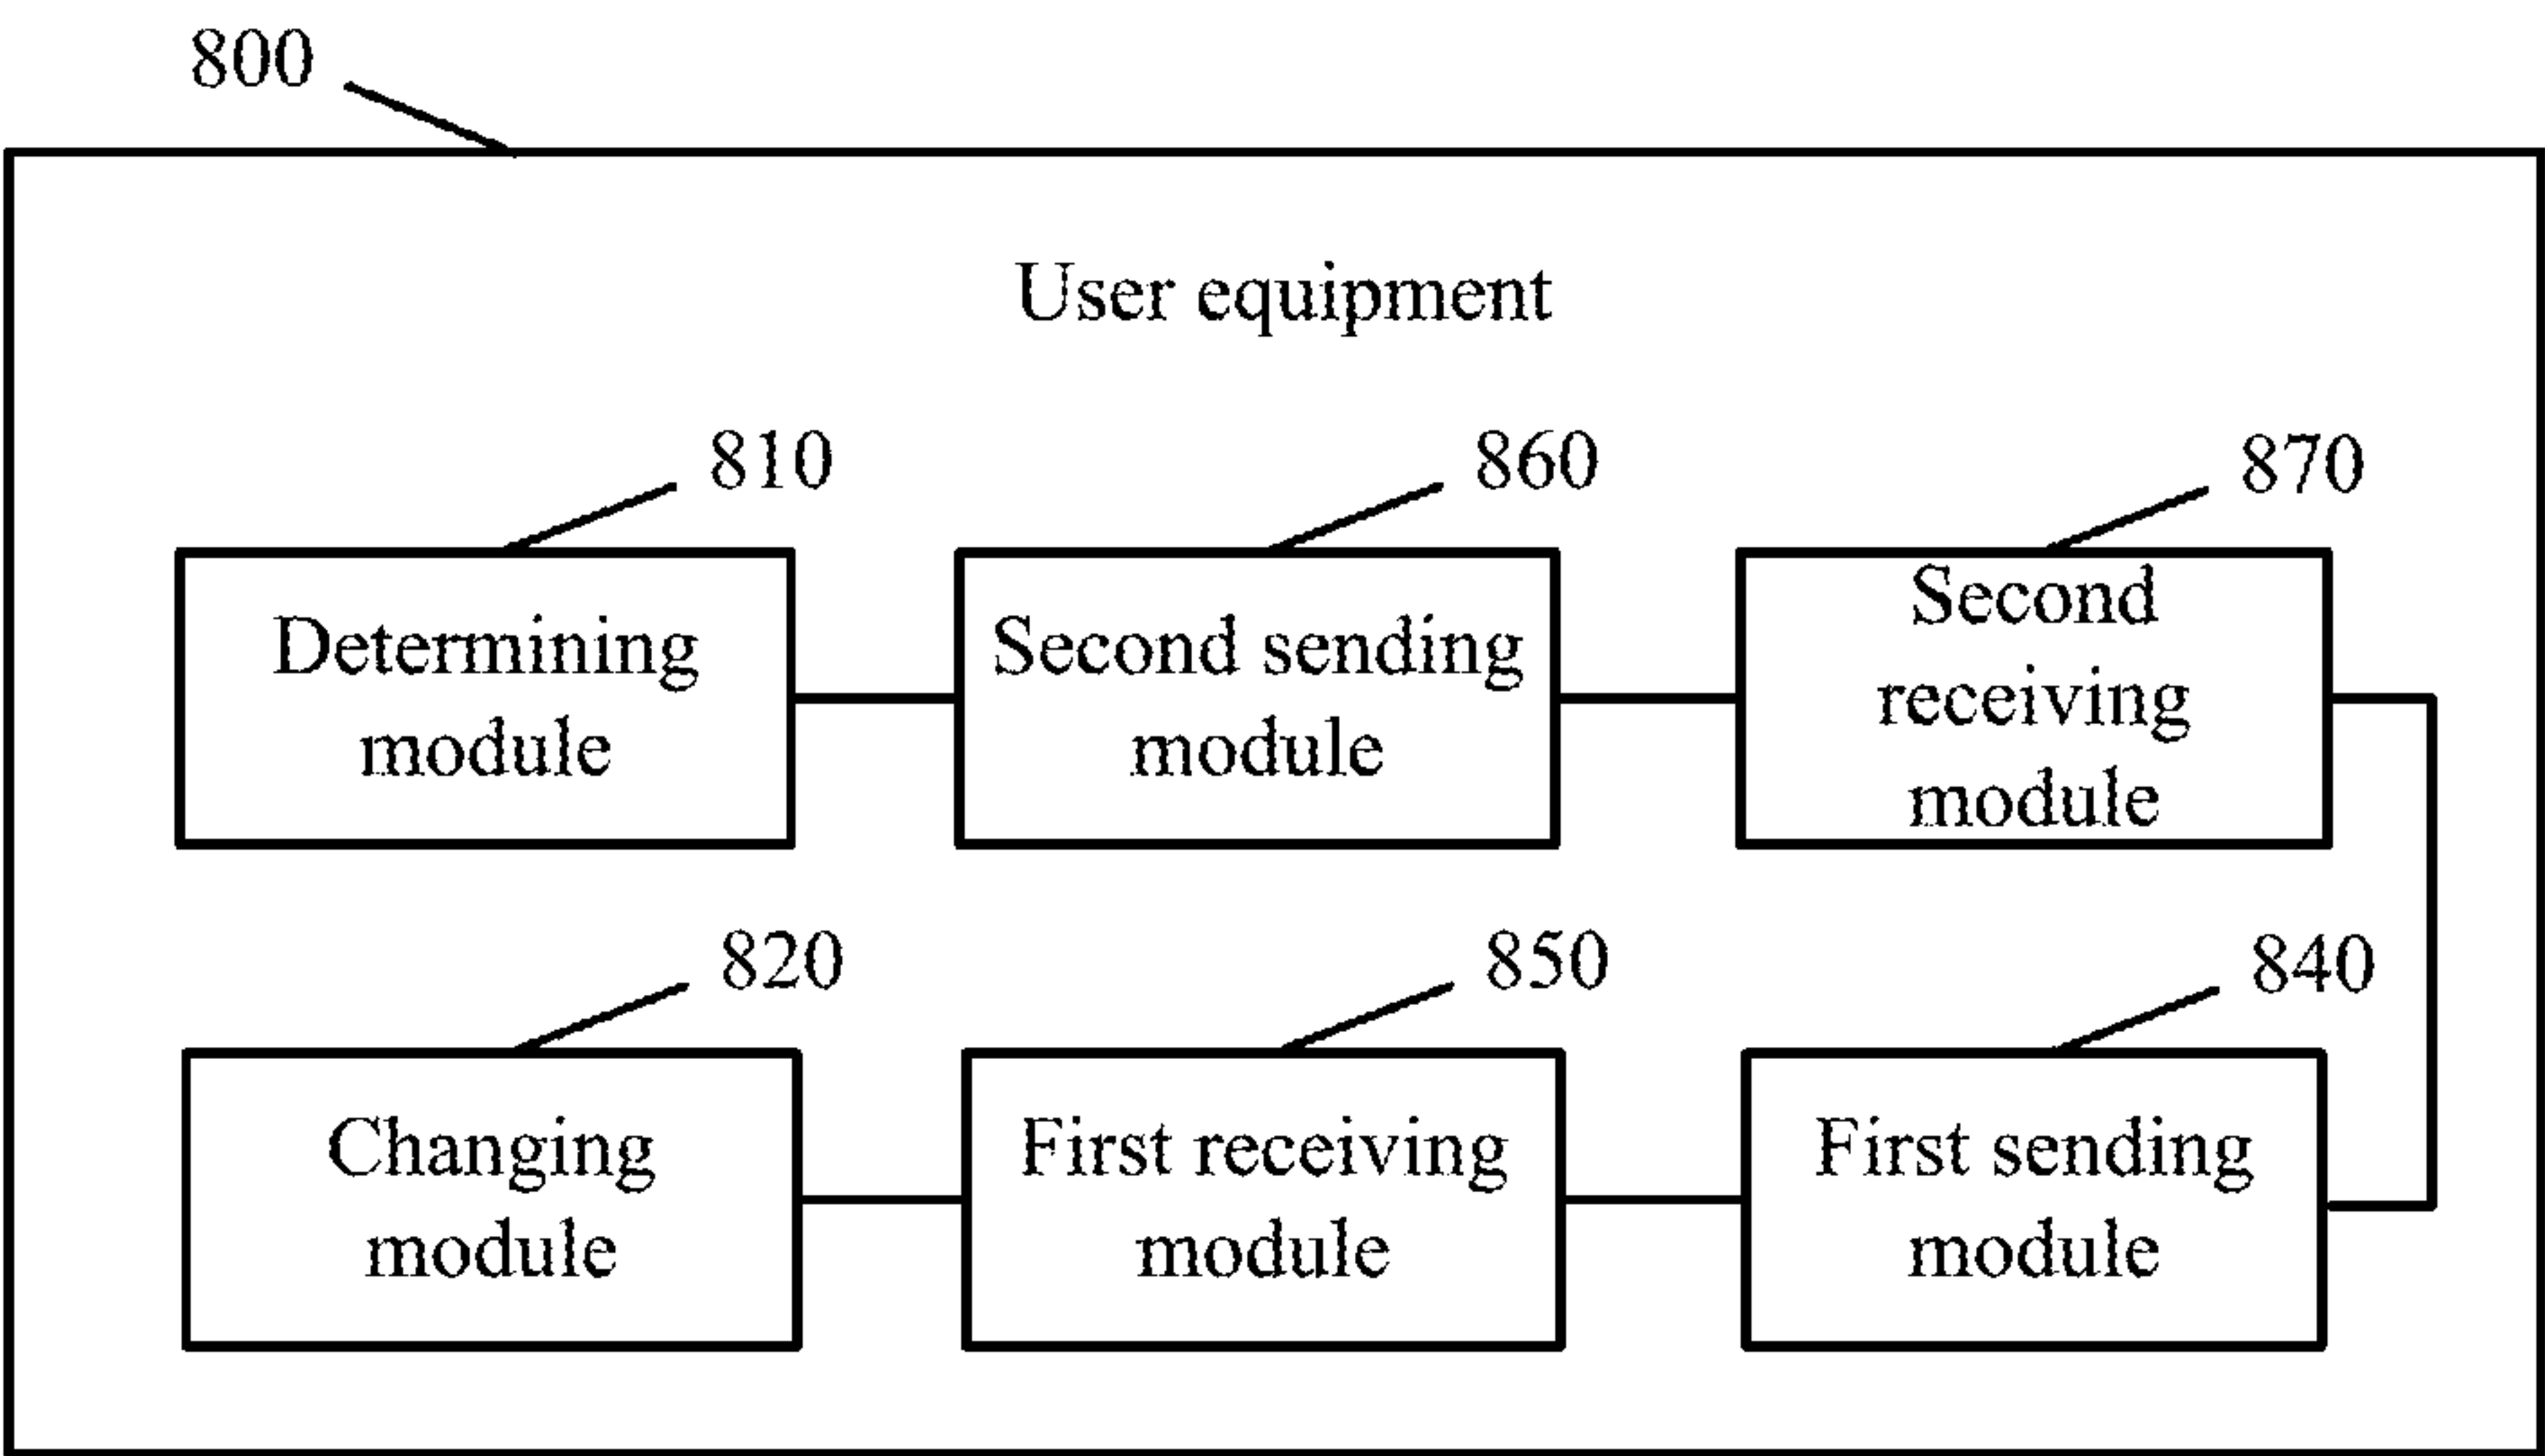 800
User equipment
810
860
870
Determining
module
Second sending
module
Second
receiving
module
820
850
840
Changing
module
First receiving
module
First sending
module